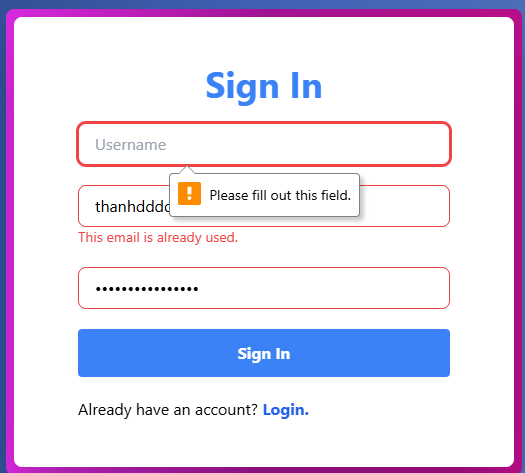 Sign In
Username
Please fill out this field.
thanhddd
This email is already used.
••••••••••••••••
Sign In
Already have an account? Login.